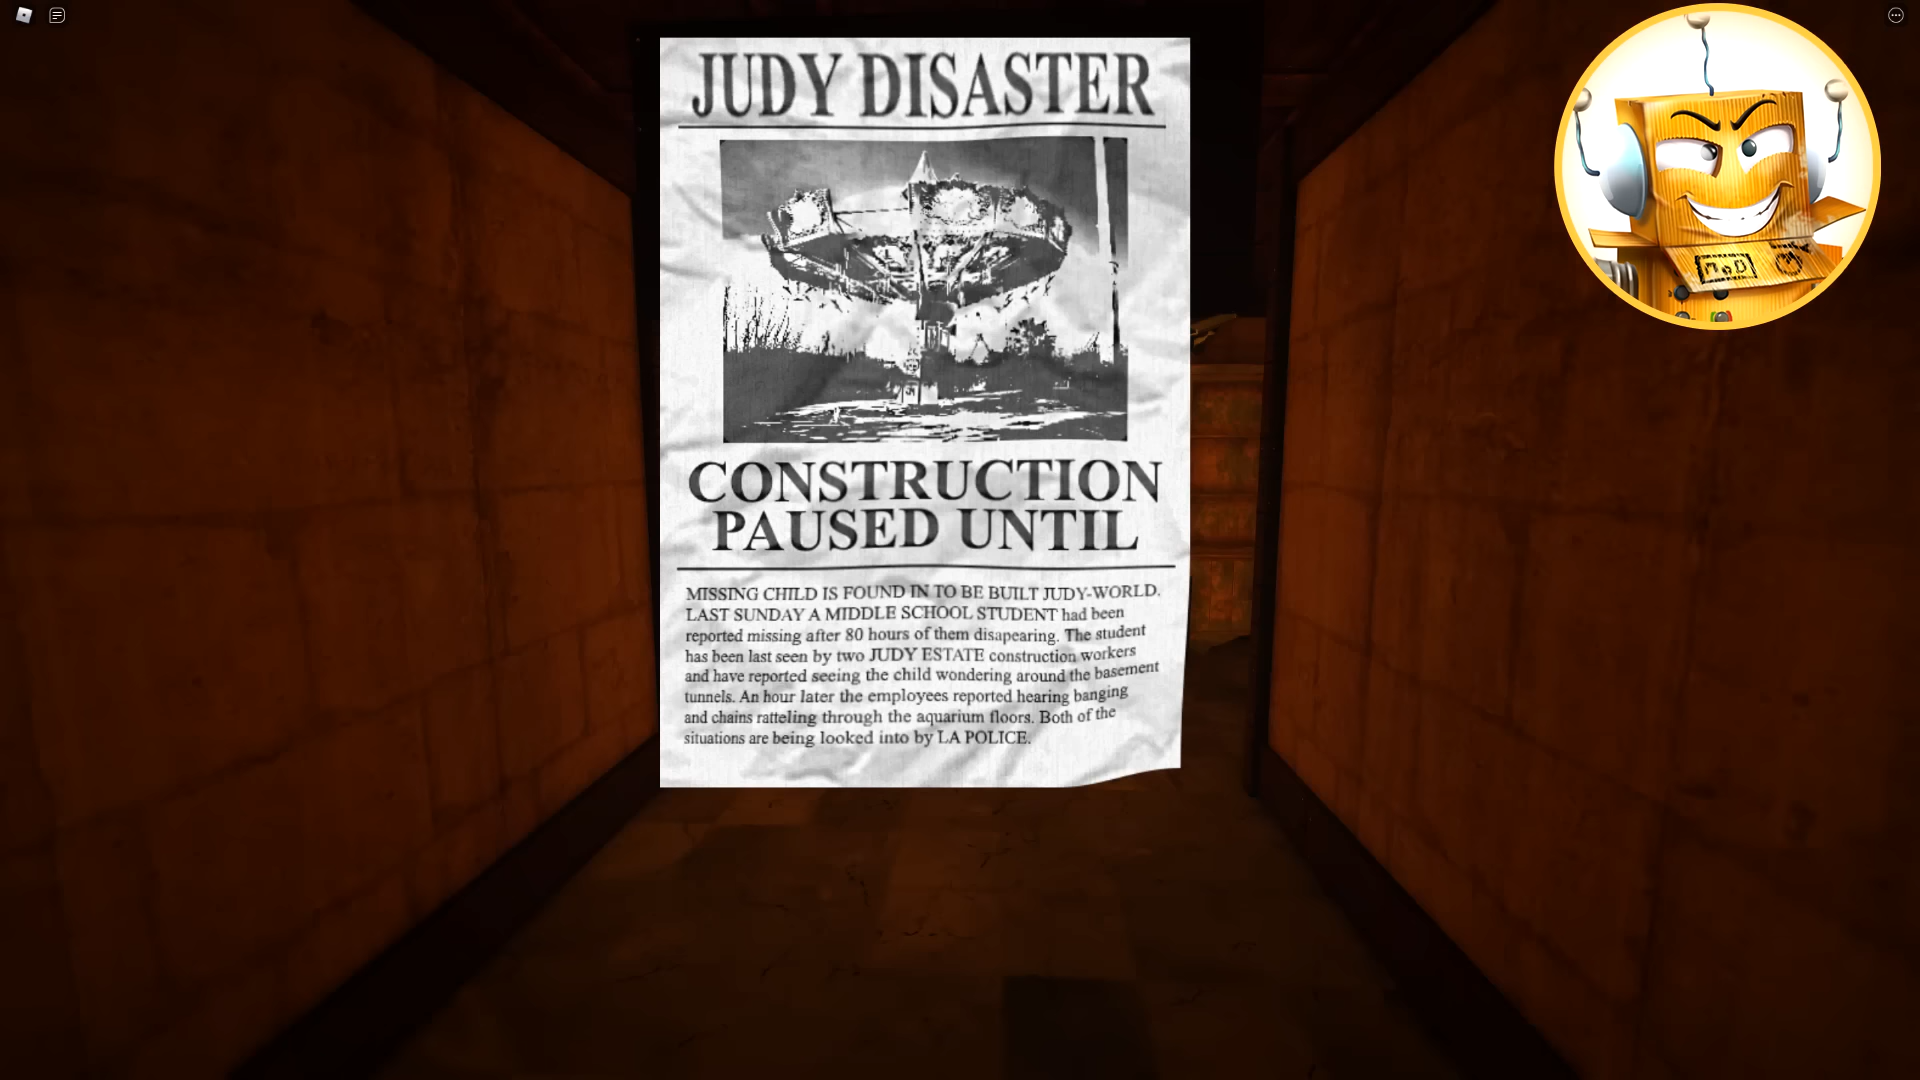 JUDY DISASTER
CONSTRUCTION
PAUSED UNTIL
MISSING CHILD IS FOUND IN TO BE BUILT JUDY-WORLD.
LAST SUNDAY A MIDDLE SCHOOL STUDENT had been
reported missing after 80 hours of them disapearing. The student
has been last seen by two JUDY ESTATE construction workers
and have reported seeing the child wondering around the basement
tunnels. An hour later the employees reported hearing banging
and chains ratteling through the aquarium floors. Both of the
situations are being looked into by LA POLICE.